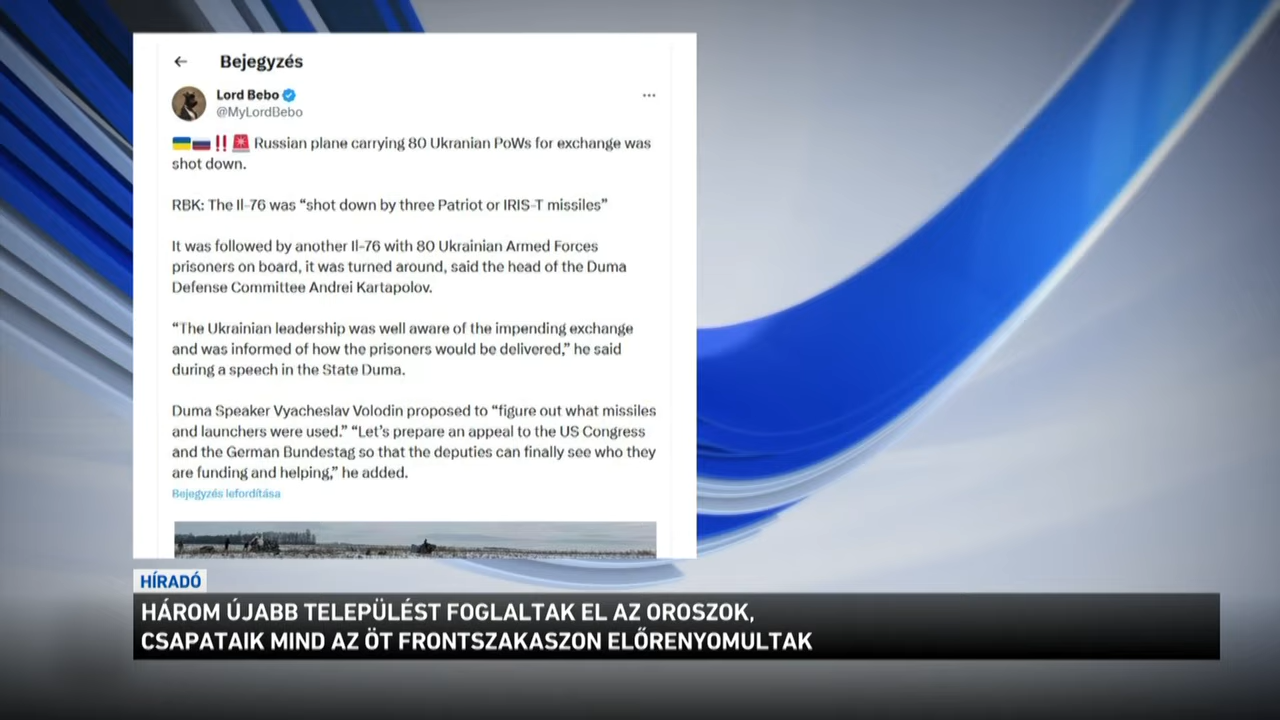 Bejegyzés
Lord Bebo
@MyLordBebo
Russian plane carrying 80 Ukranian PoWs for exchange was
shot down.
RBK: The Il-76 was “shot down by three Patriot or IRIS-T missiles”
It was followed by another Il-76 with 80 Ukrainian Armed Forces
prisoners on board, it was turned around, said the head of the Duma
Defense Committee Andrei Kartapolov.
“The Ukrainian leadership was well aware of the impending exchange
and was informed of how the prisoners would be delivered,” he said
during a speech in the State Duma.
Duma Speaker Vyacheslav Volodin proposed to “figure out what missiles
and launchers were used.” “Let’s prepare an appeal to the US Congress
and the German Bundestag so that the deputies can finally see who they
are funding and helping,” he added.
Bejegyzés lefordítása
HÍRADÓ
HÁROM ÚJABB TELEPÜLÉST FOGLALTAK EL AZ OROSZOK,
CSAPATAIK MIND AZ ÖT FRONTSZAKASZON ELŐRENYOMULTAK